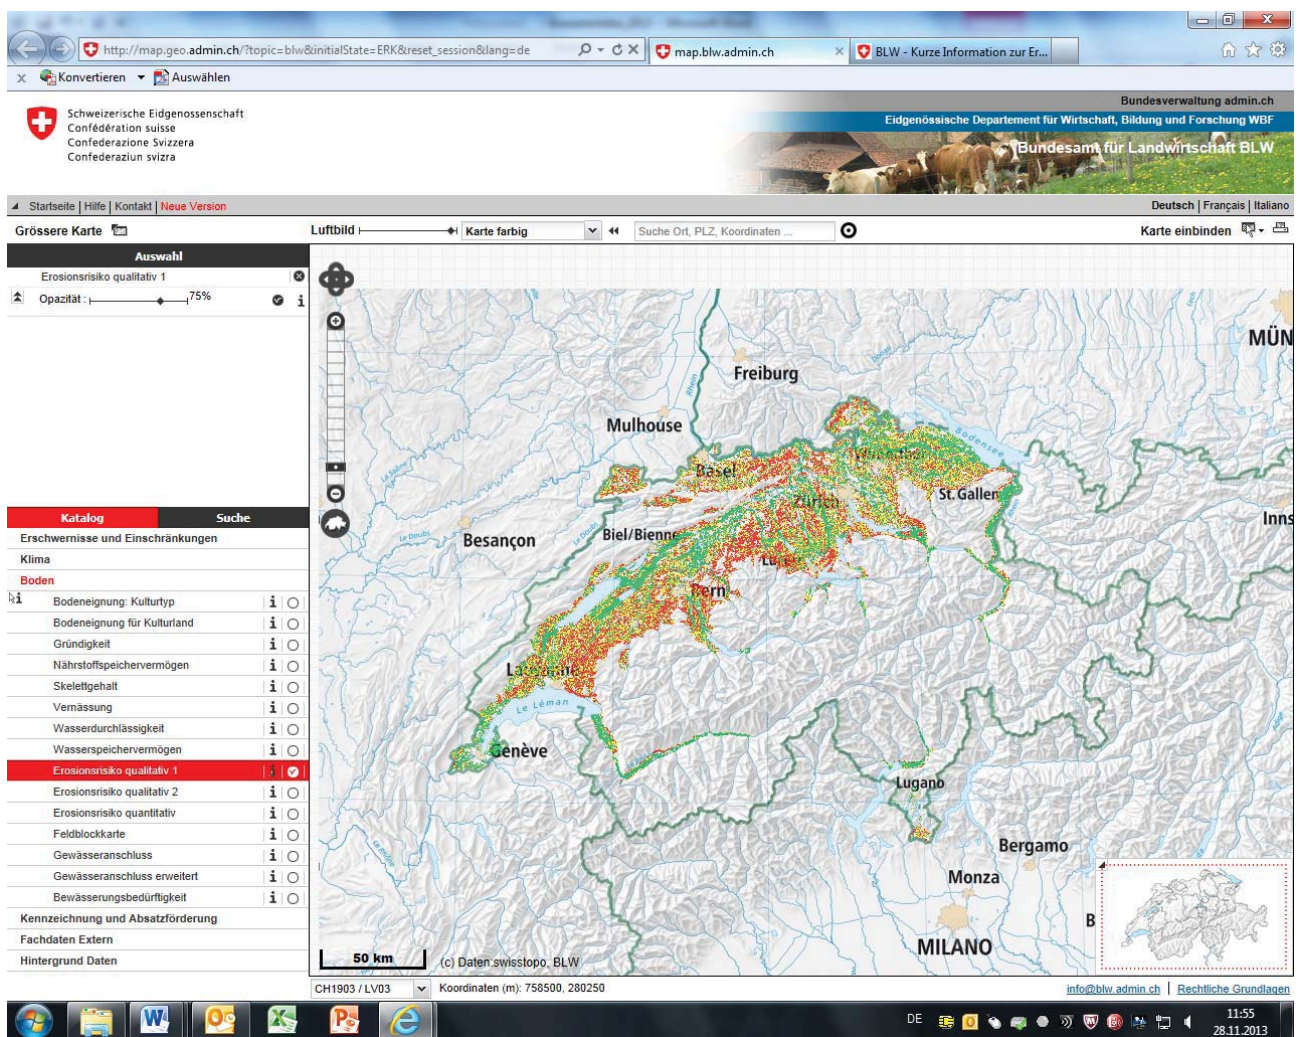 http://map.geo.admin.ch/?topic=blw&initialState=ERK&reset_session&lang=de
map.blw.admin.ch
BLW - Kurze Information zur Er...
Konvertieren
Auswählen
Bundesverwaltung admin.ch
Eidgenössische Departement für Wirtschaft, Bildung und Forschung WBF
Bundesamt für Landwirtschaft BLW
Schweizerische Eidgenossenschaft
Confédération suisse
Confederazione Svizzera
Confederaziun svizra
Startseite | Hilfe | Kontakt | Neue Version
Deutsch | Français | Italiano
Grössere Karte
Luftbild
Karte farbig
Suche Ort, PLZ, Koordinaten ...
Karte einbinden
Auswahl
Erosionsrisiko qualitativ 1
Opazität :
75%
Katalog
Suche
Erschwernisse und Einschränkungen
Klima
Boden
Bodeneignung: Kulturtyp
Bodeneignung für Kulturland
Gründigkeit
Nährstoffspeichervermögen
Skelettgehalt
Vernässung
Wasserdurchlässigkeit
Wasserspeichervermögen
Erosionsrisiko qualitativ 1
Erosionsrisiko qualitativ 2
Erosionsrisiko quantitativ
Feldblockkarte
Gewässeranschluss
Gewässeranschluss erweitert
Bewässerungsbedürftigkeit
Kennzeichnung und Absatzförderung
Fachdaten Extern
Hintergrund Daten
MÜN
Freiburg
Rhein
Donau
Mulhouse
Bodensee
Basel
Winterthur
Zürich
St. Gallen
Inns
Besançon
Le Doubs
Biel/Bienne
Luzern
Bern
Lausanne
Le Léman
Genève
Lugano
Bergamo
Monza
MILANO
B
50 km
(c) Daten:swisstopo, BLW
CH1903 / LV03
Koordinaten (m): 758500, 280250
info@blw.admin.ch | Rechtliche Grundlagen
DE
11:55
28.11.2013